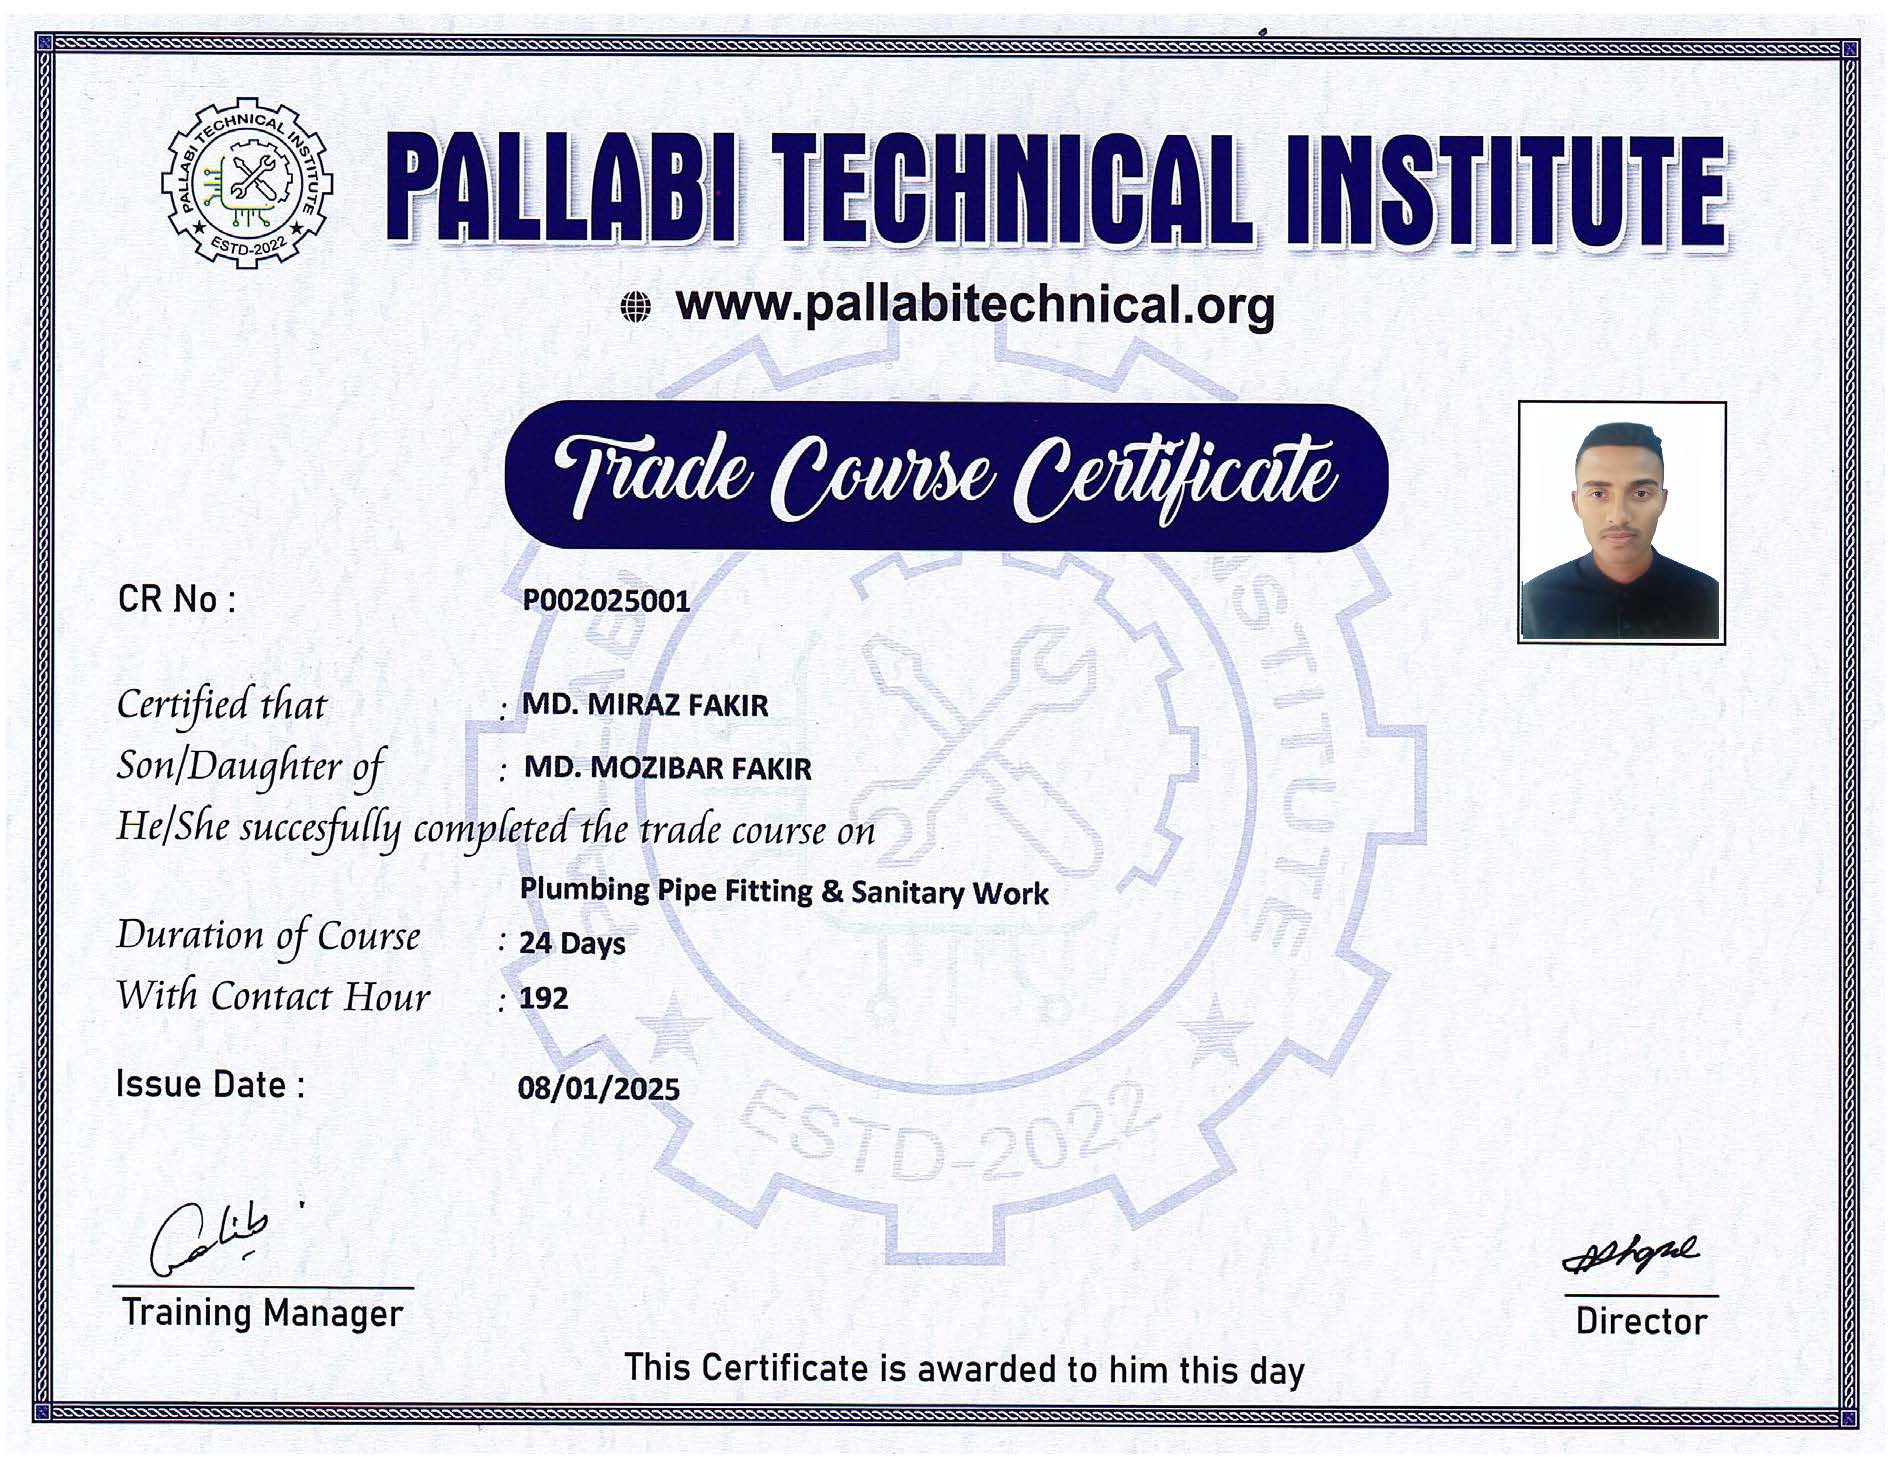 PALLABI TECHNICAL INSTITUTE
ESTD-2022
PALLABI TECHNICAL INSTITUTE
www.pallabitechnical.org
Trade Course Certificate
CR No : P002025001
Certified that : MD. MIRAZ FAKIR
Son/Daughter of : MD. MOZIBAR FAKIR
He/She succesfully completed the trade course on
Plumbing Pipe Fitting & Sanitary Work
Duration of Course : 24 Days
With Contact Hour : 192
Issue Date : 08/01/2025
ESTD-2022
Training Manager
Director
This Certificate is awarded to him this day